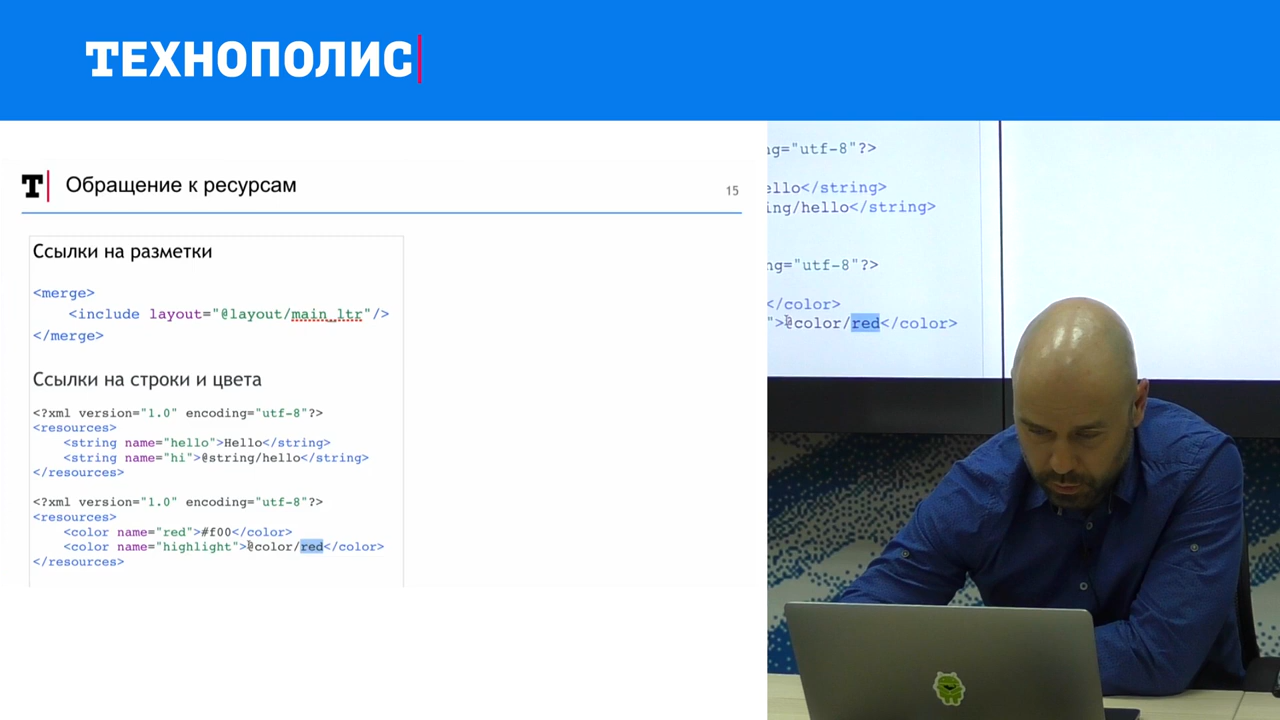 ТЕХНОПОЛИС
T Обращение к ресурсам
15
Ссылки на разметки
<merge>
<include layout="@layout/main_ltr"/>
</merge>
Ссылки на строки и цвета
<?xml version="1.0" encoding="utf-8"?>
<resources>
<string name="hello">Hello</string>
<string name="hi">@string/hello</string>
</resources>
<?xml version="1.0" encoding="utf-8"?>
<resources>
<color name="red">#f00</color>
<color name="highlight">@color/red</color>
</resources>
ng="utf-8"?>
ello</string>
ing/hello</string>
ng="utf-8"?>
</color>
">@color/red</color>